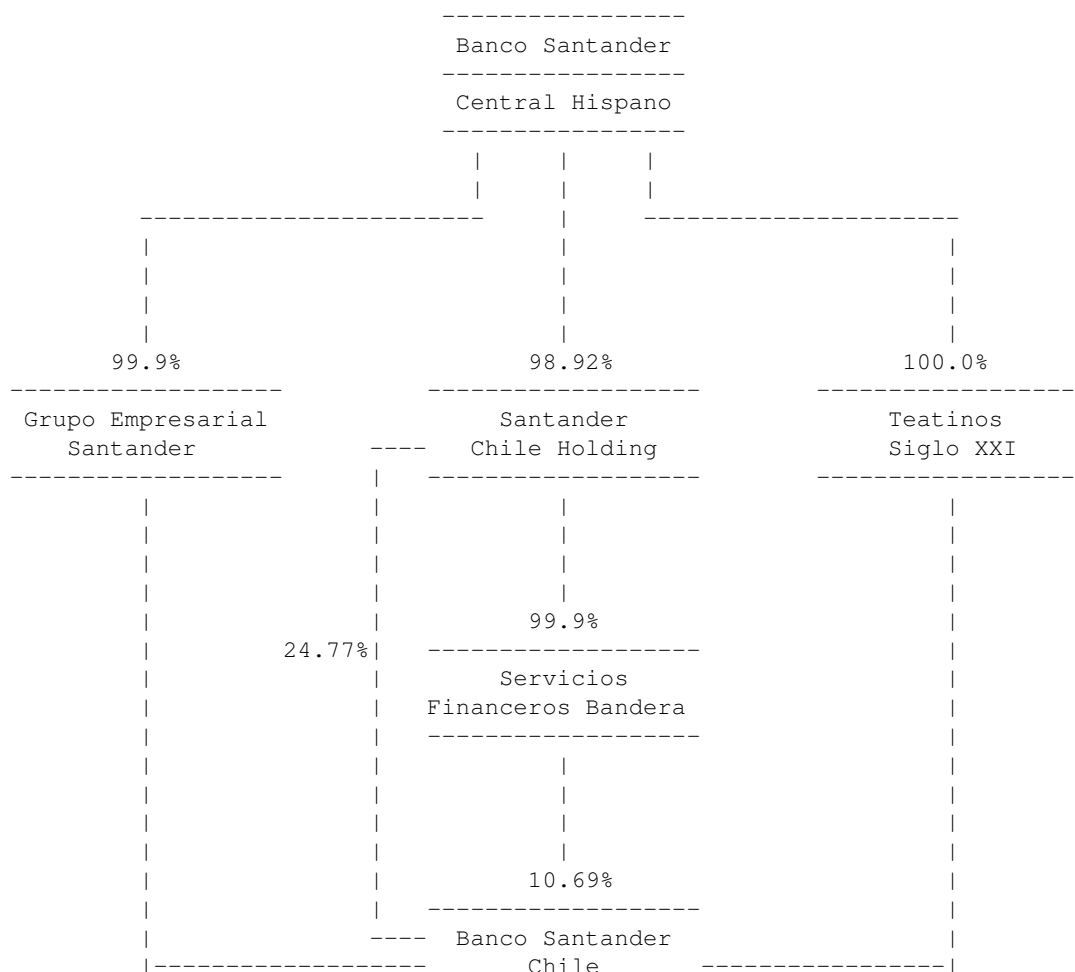 Banco Santander
Central Hispano
99.9% 98.92% 100.0%
Grupo Empresarial Santander Teatinos
Santander Chile Holding Siglo XXI
99.9%
24.77%
Servicios
Financeros Bandera
10.69%
Banco Santander
Chile